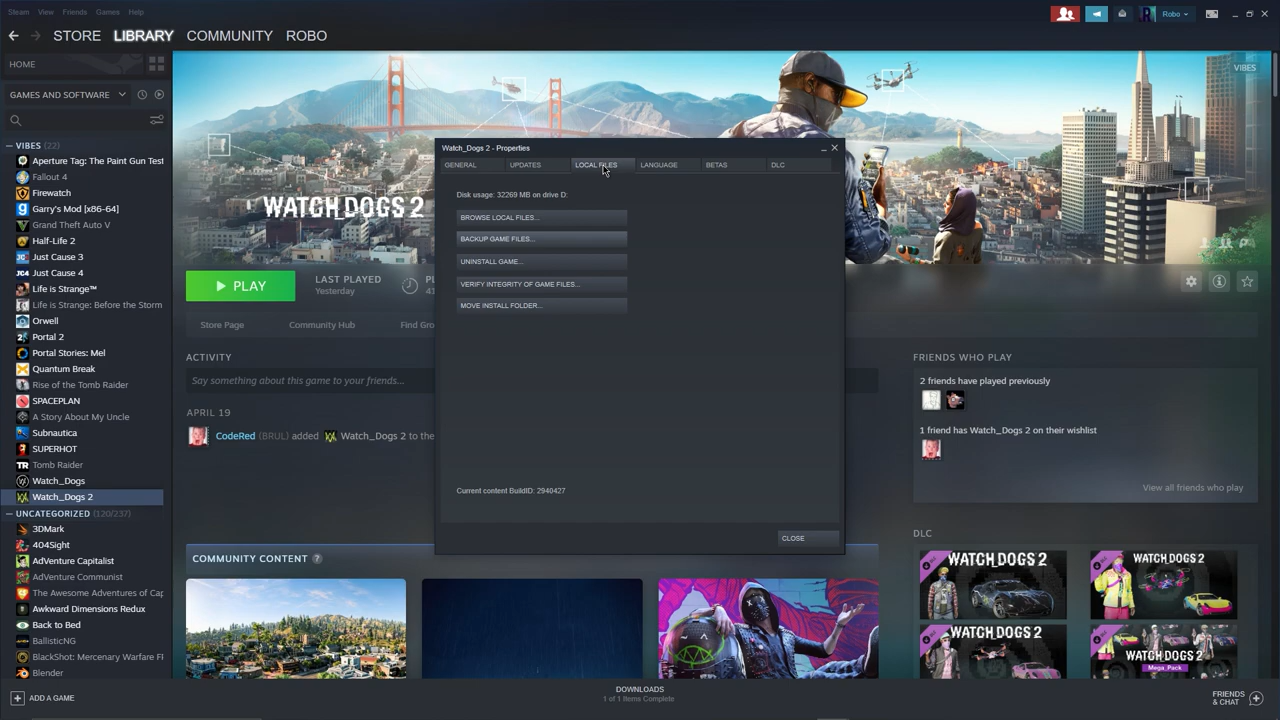 Steam View Friends Games Help
Robo
STORE LIBRARY COMMUNITY ROBO
HOME
GAMES AND SOFTWARE
VIBES (22)
Aperture Tag: The Paint Gun Test
Fallout 4
Firewatch
Garry's Mod [x86-64]
Grand Theft Auto V
Half-Life 2
Just Cause 3
Just Cause 4
Life is Strange™
Life is Strange: Before the Storm
Orwell
Portal 2
Portal Stories: Mel
Quantum Break
Rise of the Tomb Raider
SPACEPLAN
A Story About My Uncle
Subnautica
SUPERHOT
Tomb Raider
Watch_Dogs
Watch_Dogs 2
UNCATEGORIZED (120/237)
3DMark
404Sight
AdVenture Capitalist
AdVenture Communist
The Awesome Adventures of Cap
Awkward Dimensions Redux
Back to Bed
BallisticNG
BlackShot: Mercenary Warfare FI
Blender
ADD A GAME
VIBES
WATCH DOGS 2
PLAY
LAST PLAYED
Yesterday
Store Page Community Hub Find Gro
ACTIVITY
Say something about this game to your friends...
APRIL 19
CodeRed (BRUL) added Watch_Dogs 2 to the
Watch_Dogs 2 - Properties
GENERAL UPDATES LOCAL FILES LANGUAGE BETAS DLC
Disk usage: 32269 MB on drive D:
BROWSE LOCAL FILES...
BACKUP GAME FILES...
UNINSTALL GAME...
VERIFY INTEGRITY OF GAME FILES...
MOVE INSTALL FOLDER...
Current content BuildID: 2940427
CLOSE
COMMUNITY CONTENT ?
FRIENDS WHO PLAY
2 friends have played previously
1 friend has Watch_Dogs 2 on their wishlist
View all friends who play
DLC
WATCH DOGS 2
WATCH DOGS 2
WATCH DOGS 2
WATCH DOGS 2
Mega_Pack
DOWNLOADS
1 of 1 Items Complete
FRIENDS
& CHAT